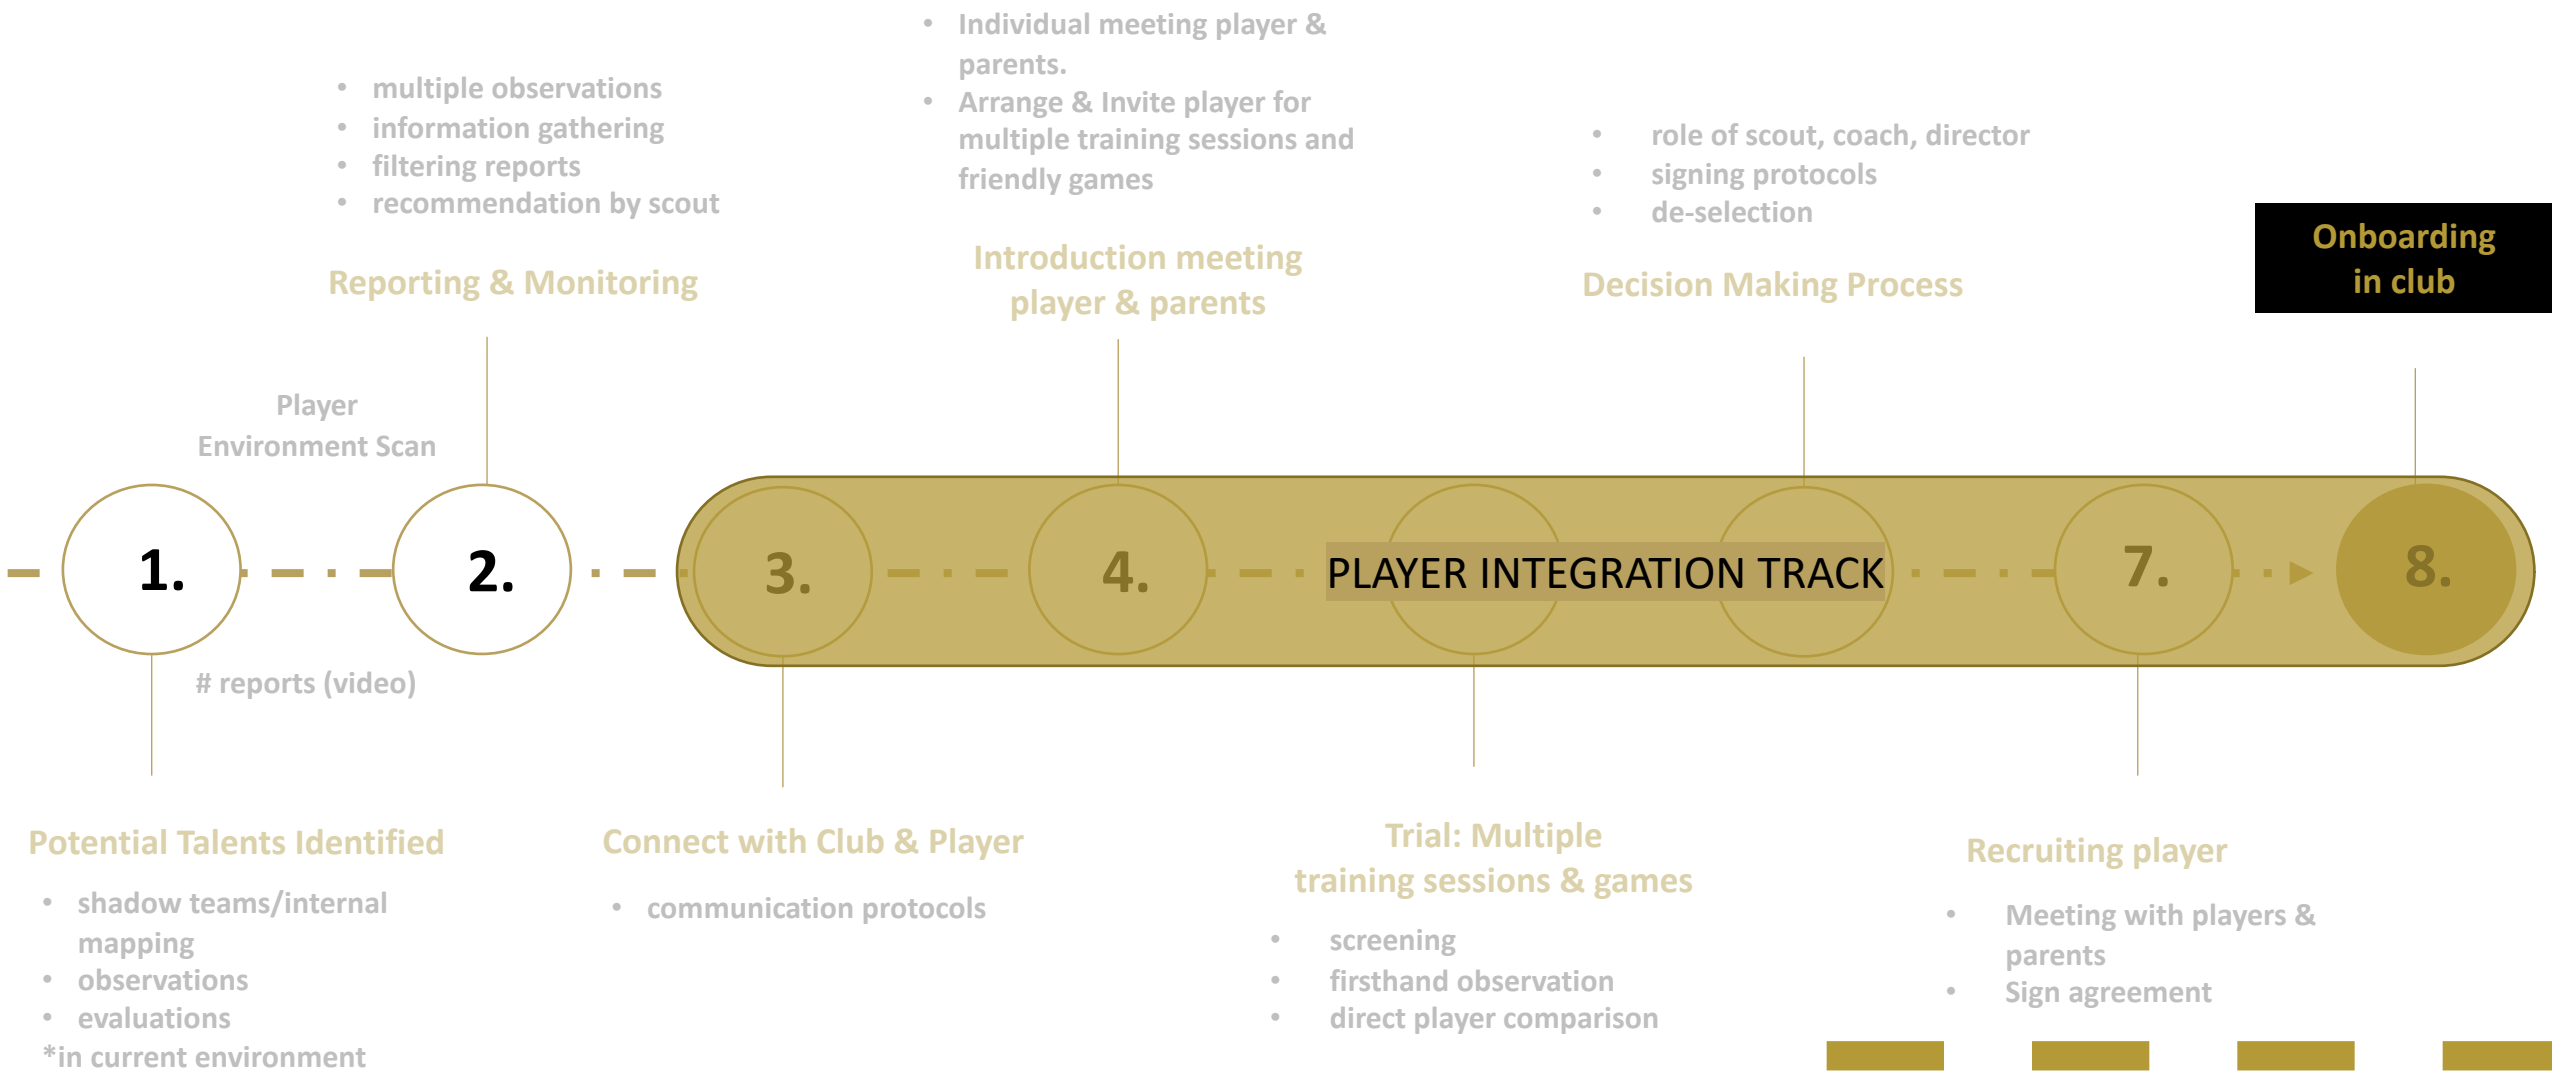 • Individual meeting player &
parents.
• Arrange & Invite player for
multiple training sessions and
friendly games
• multiple observations
• information gathering
• filtering reports
• recommendation by scout
• role of scout, coach, director
• signing protocols
• de-selection
Reporting & Monitoring
Introduction meeting
player & parents
Decision Making Process
Onboarding
in club
Player
Environment Scan
1.
2.
3.
4.
PLAYER INTEGRATION TRACK
7.
8.
# reports (video)
Potential Talents Identified
• shadow teams/internal
mapping
• observations
• evaluations
*in current environment
Connect with Club & Player
• communication protocols
Trial: Multiple
training sessions & games
• screening
• firsthand observation
• direct player comparison
Recruiting player
• Meeting with players &
parents
• Sign agreement